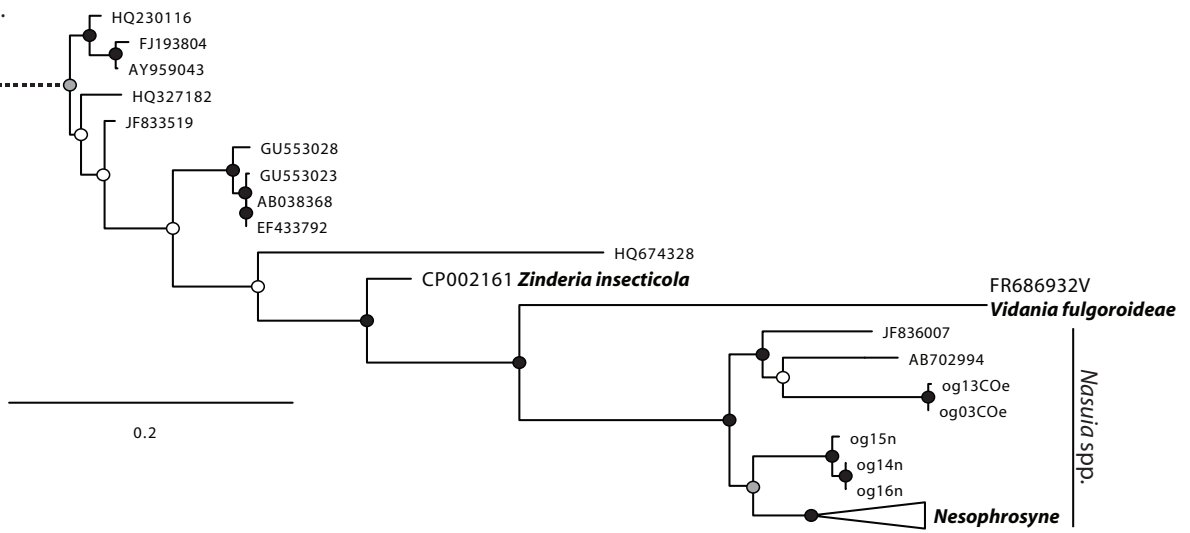 .
HQ230116
FJ193804
AY959043
HQ327182
JF833519
GU553028
GU553023
AB038368
EF433792
HQ674328
CP002161 Zinderia insecticola
FR686932V
Vidania fulgoroideae
JF836007
AB702994
og13COe
og03COe
og15n
og14n
og16n
Nesophrosyne
Nasuia spp.
0.2